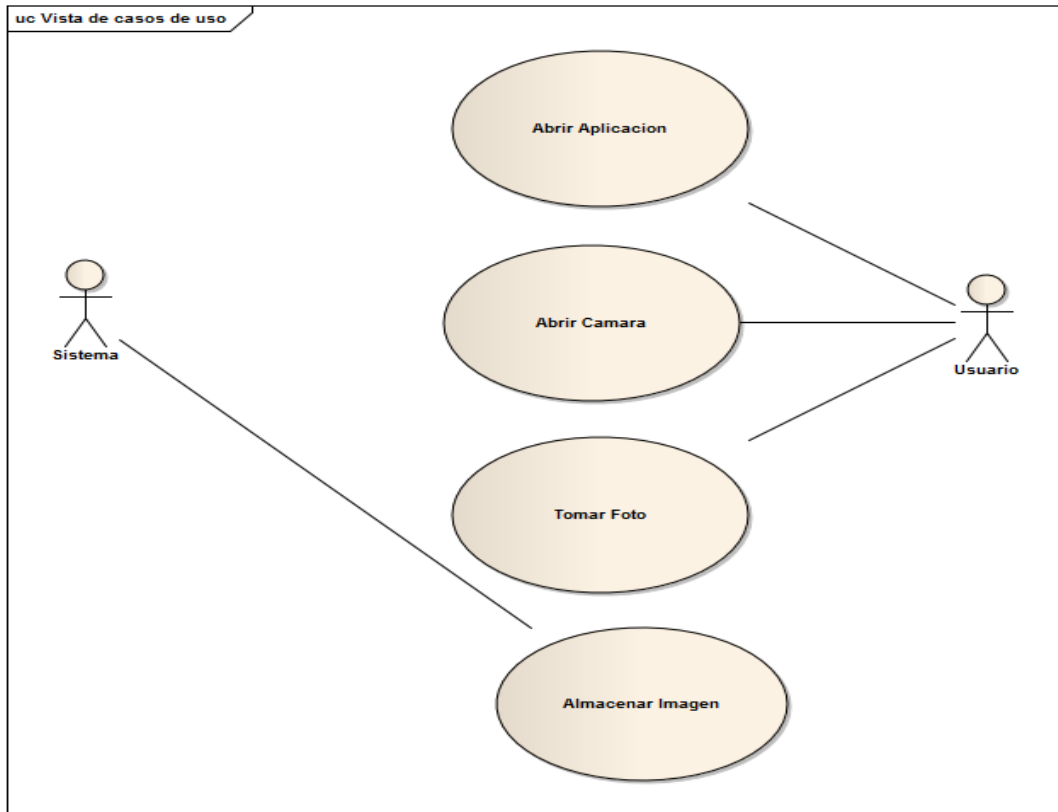 uc Vista de casos de uso
Abrir Aplicacion
Abrir Camara
Sistema
Usuario
Tomar Foto
Almacenar Imagen